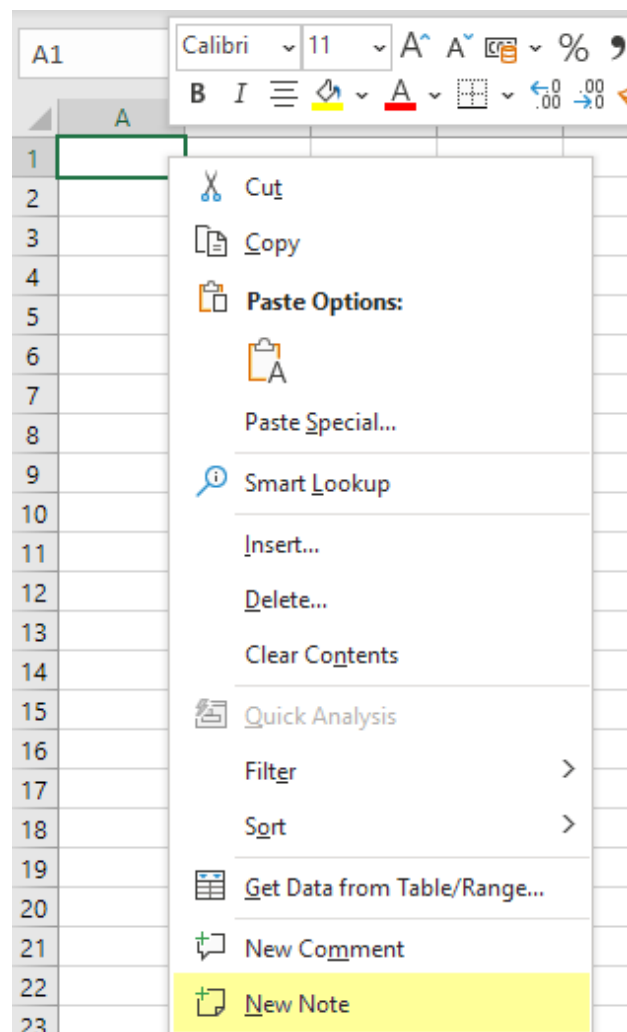 A1
Calibri 11 A A %
B I A .00 .00
A
1
Cut
2
3
Copy
4
5
Paste Options:
6
A
7
8
Paste Special...
9
Smart Lookup
10
11
Insert...
12
Delete...
13
Clear Contents
14
15
Quick Analysis
16
Filter
17
18
Sort
19
Get Data from Table/Range...
20
21
New Comment
22
New Note
23